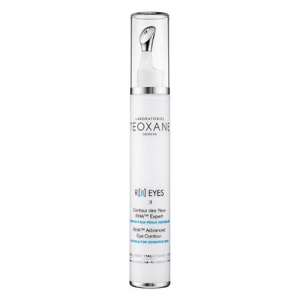 LABORATOIRES
TEOXANE
GENEVA
R[II] EYES
Contour des Yeux
RHA™ Expert
RHA™ Advanced
Eye Contour